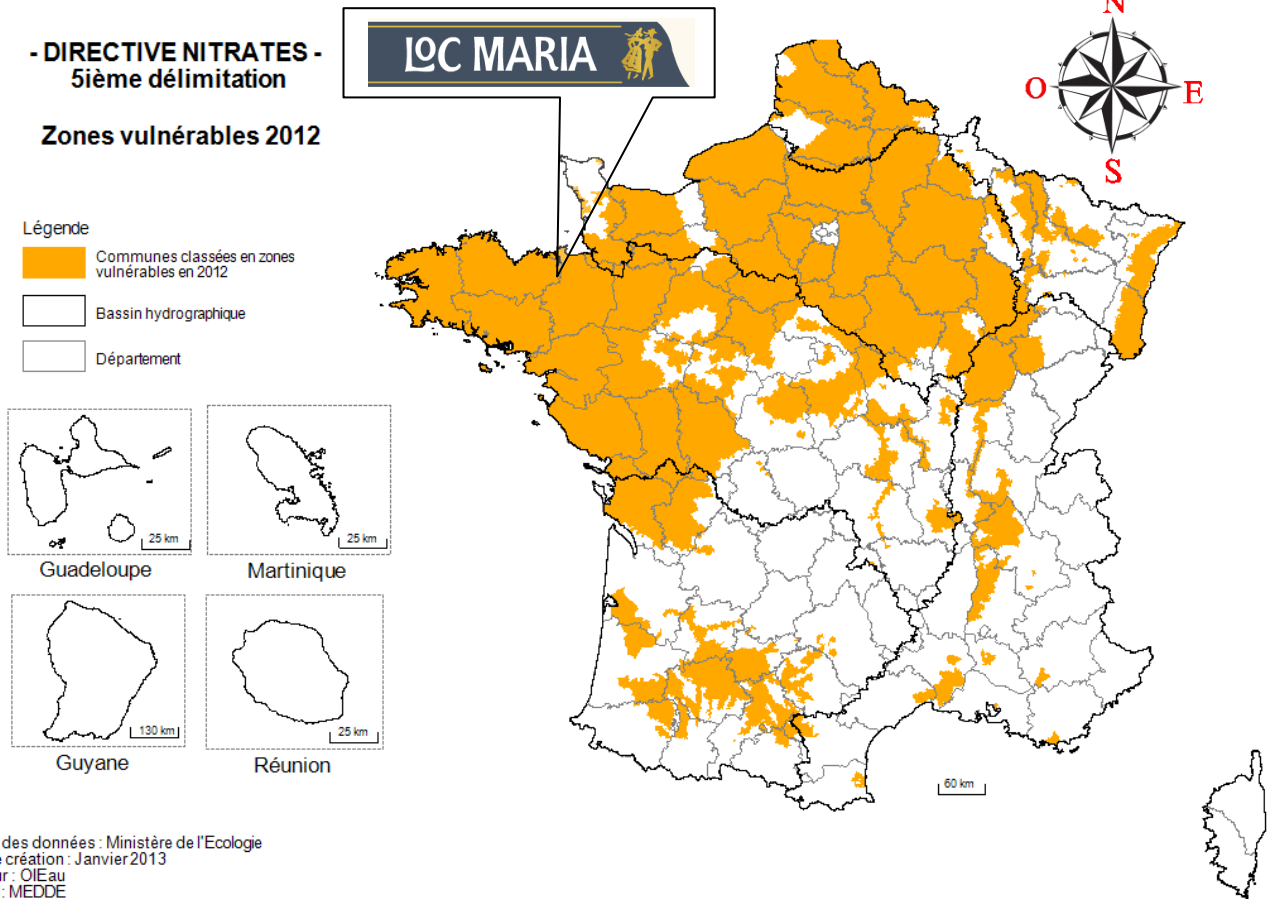 - DIRECTIVE NITRATES -
5ième délimitation
Zones vulnérables 2012
LOC MARIA
N
O
E
S
Légende
Communes classées en zones
vulnérables en 2012
Bassin hydrographique
Département
25 km
Guadeloupe
25 km
Martinique
130 km
Guyane
25 km
Réunion
60 km
des données : Ministère de l'Ecologie
création : Janvier 2013
: OIEau
: MEDDE